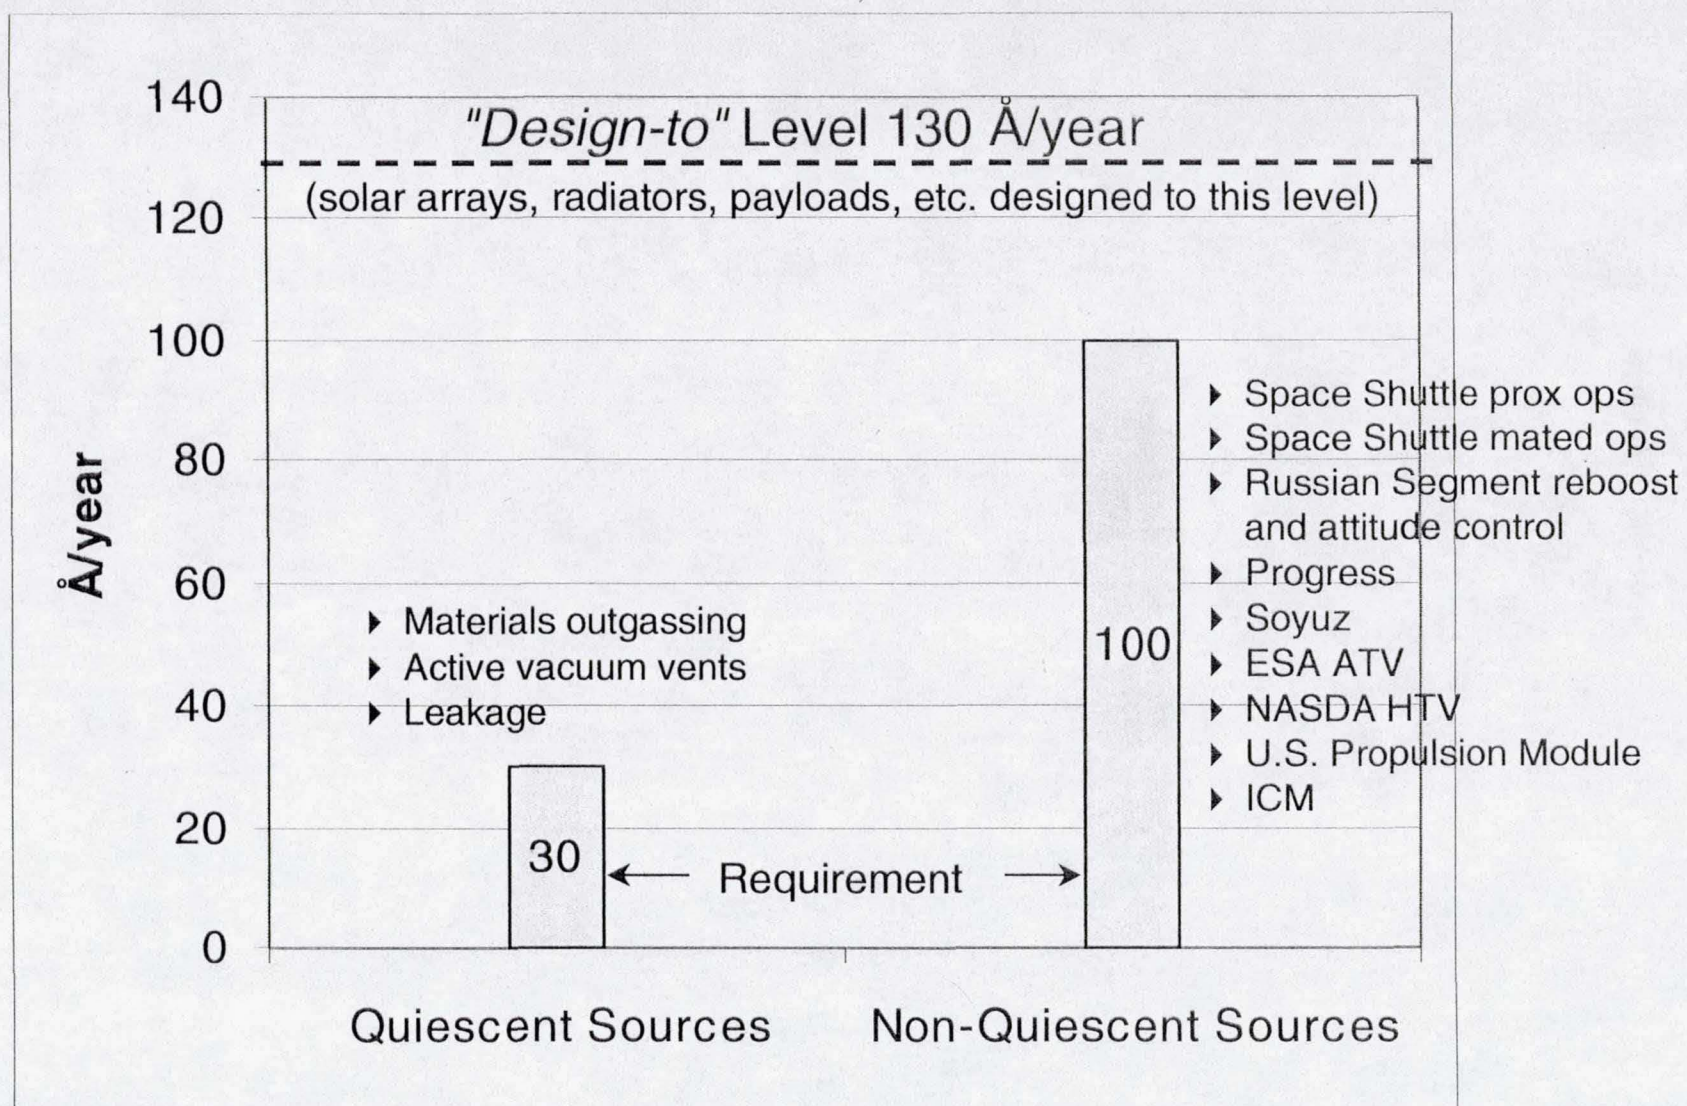 140
"Design-to" Level 130 Å/year
(solar arrays, radiators, payloads, etc. designed to this level)
120
100
80
60
40
20
0
Å/year
▶ Materials outgassing
▶ Active vacuum vents
▶ Leakage
30
Requirement
100
▶ Space Shuttle prox ops
▶ Space Shuttle mated ops
▶ Russian Segment reboost
and attitude control
▶ Progress
▶ Soyuz
▶ ESA ATV
▶ NASDA HTV
▶ U.S. Propulsion Module
▶ ICM
Quiescent Sources
Non-Quiescent Sources